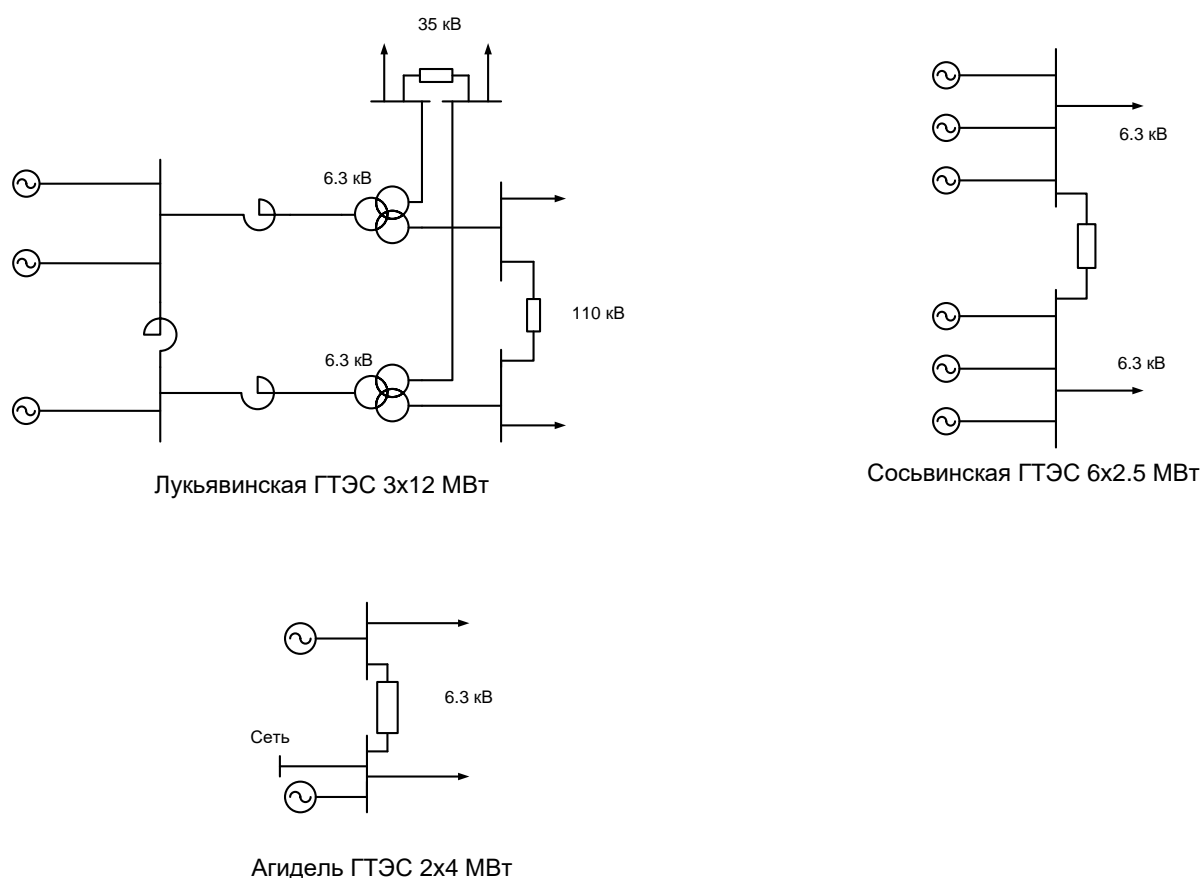 35 кВ
6.3 кВ
6.3 кВ
110 кВ
Лукьявинская ГТЭС 3х12 МВт
6.3 кВ
6.3 кВ
Сосьвинская ГТЭС 6х2.5 МВт
6.3 кВ
Сеть
Агидель ГТЭС 2х4 МВт